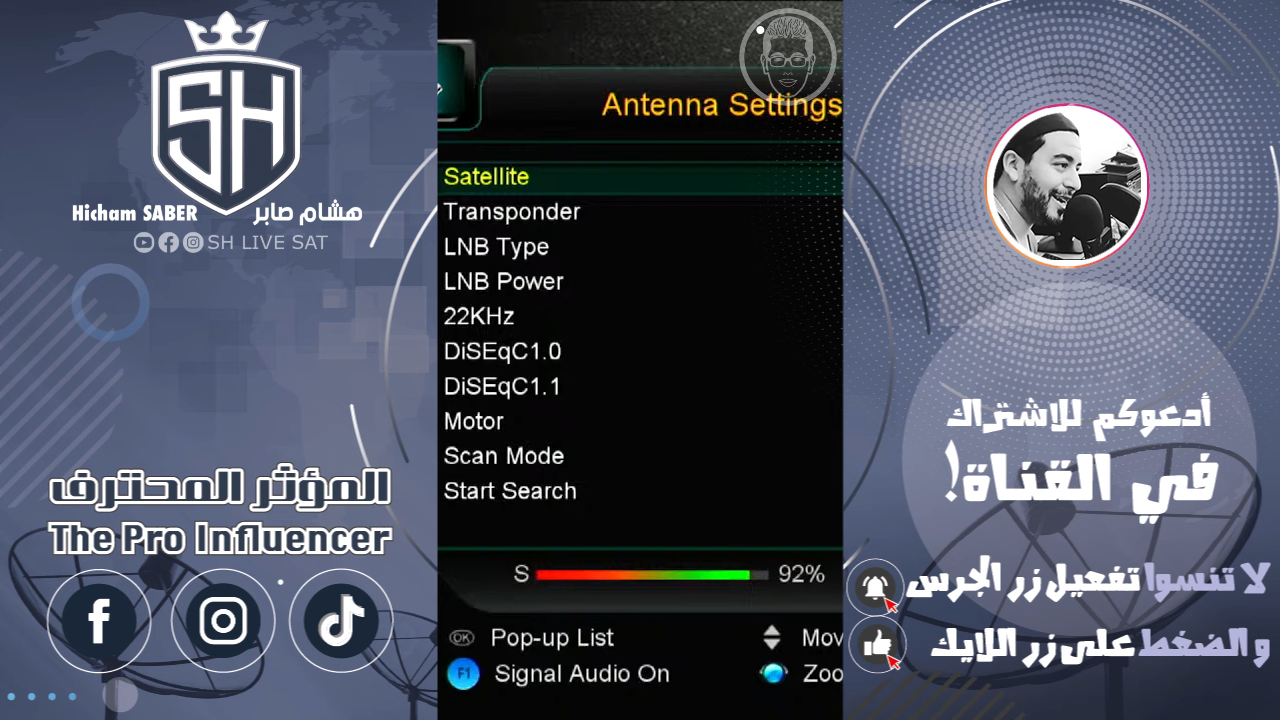 SH
Hicham SABER هشام صابر
SH LIVE SAT
المؤثر المحترف
The Pro Influencer
Antenna Settings
Satellite
Transponder
LNB Type
LNB Power
22KHz
DiSEqC1.0
DiSEqC1.1
Motor
Scan Mode
Start Search
S 92%
OK Pop-up List
Mov
F1 Signal Audio On
Zoo
أدعوكم للاشتراك
في القناة!
لا تنسوا تفعيل زر الجرس
و الضغط على زر اللايك